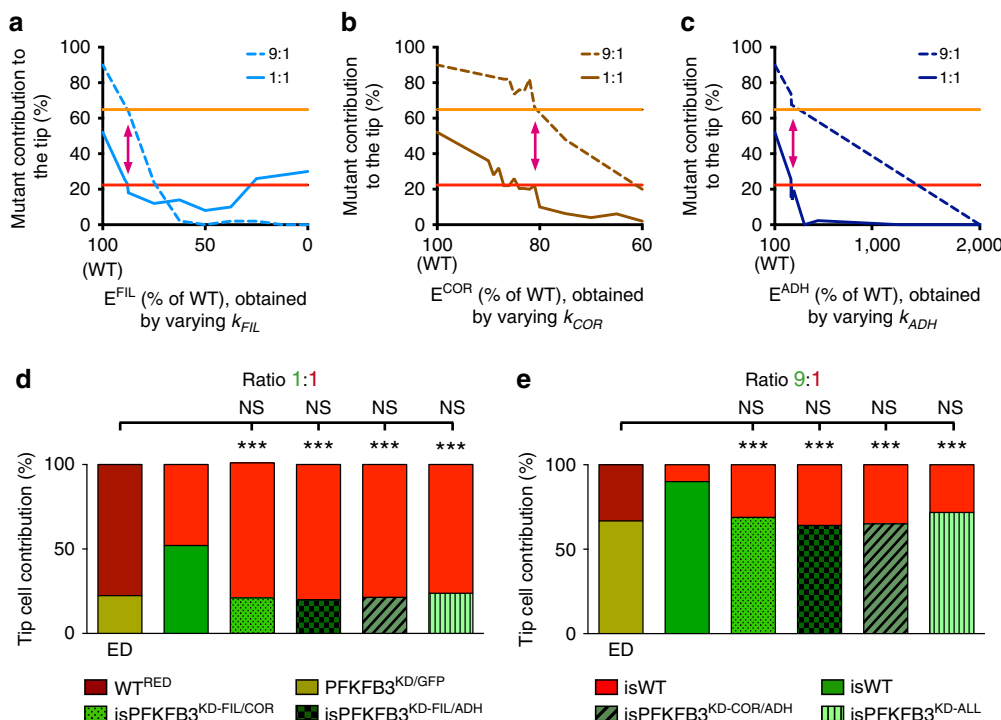 a
Mutant contribution to
the tip (%)
100
80
60
40
20
0
9:1
1:1
100
50
0
(WT)
E^FIL (% of WT), obtained
by varying k_FIL
b
Mutant contribution
to the tip (%)
100
80
60
40
20
0
9:1
1:1
100
80
60
(WT)
E^COR (% of WT), obtained
by varying k_COR
c
Mutant contribution
to the tip (%)
100
80
60
40
20
0
9:1
1:1
100
1,000
2,000
(WT)
E^ADH (% of WT), obtained
by varying k_ADH
d
Ratio 1:1
NS NS NS NS
*** *** *** ***
Tip cell contribution (%)
100
50
0
ED
e
Ratio 9:1
NS NS NS NS
*** *** *** ***
Tip cell contribution (%)
100
50
0
ED
WT^RED PFKFB3^KD/GFP isWT isWT
isPFKFB3^KD-FIL/COR isPFKFB3^KD-FIL/ADH isPFKFB3^KD-COR/ADH isPFKFB3^KD-ALL